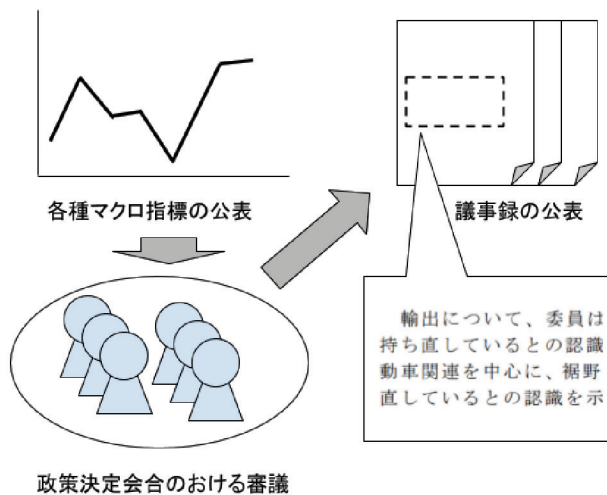 各種マクロ指標の公表
議事録の公表
輸出について、委員は
持ち直しているとの認識
動車関連を中心に、裾野
直しているとの認識を示
政策決定会合のおける審議